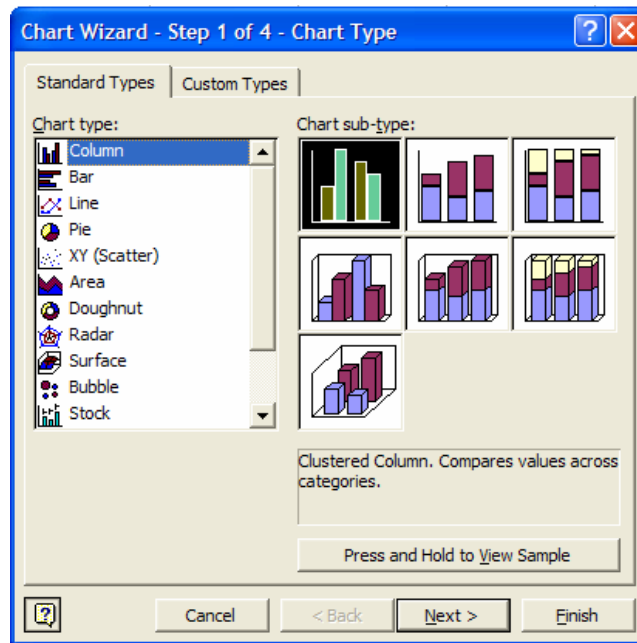 Chart Wizard - Step 1 of 4 - Chart Type
Standard Types
Custom Types
Chart type:
Column
Bar
Line
Pie
XY (Scatter)
Area
Doughnut
Radar
Surface
Bubble
Stock
Chart sub-type:
Clustered Column. Compares values across
categories.
Press and Hold to View Sample
Cancel
< Back
Next >
Finish